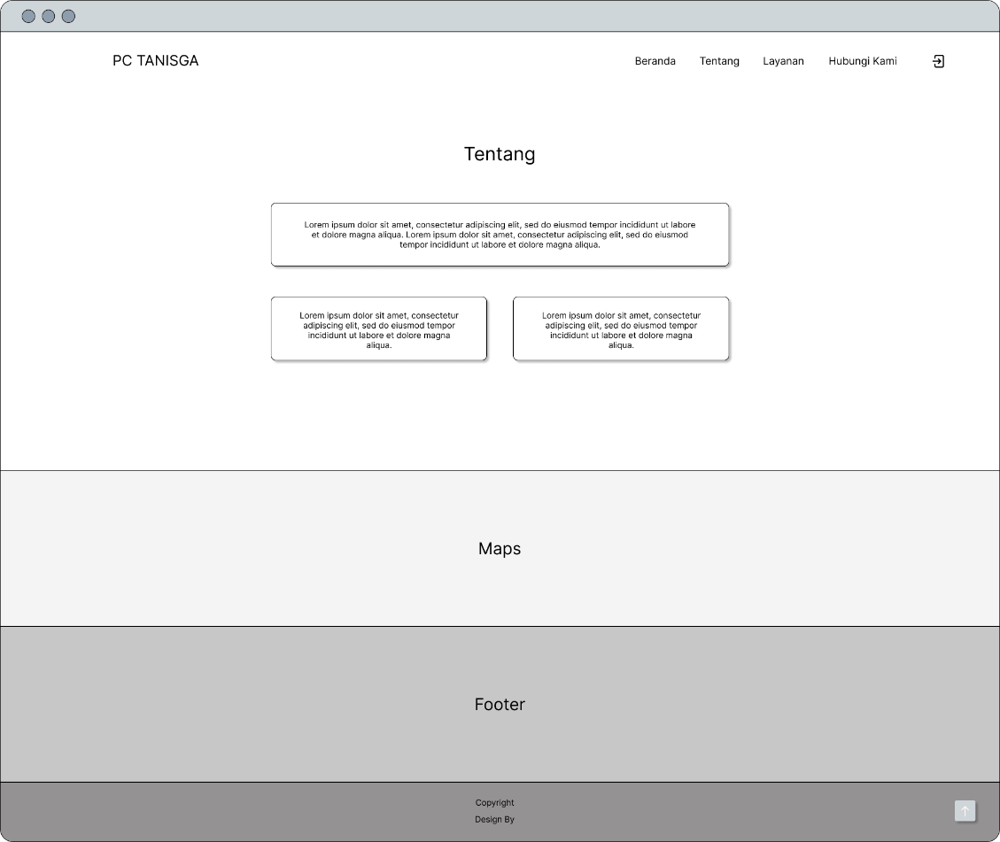 PC TANISGA
Beranda
Tentang
Layanan
Hubungi Kami
Tentang
Lorem ipsum dolor sit amet, consectetur adipiscing elit, sed do eiusmod tempor incididunt ut labore
et dolore magna aliqua. Lorem ipsum dolor sit amet, consectetur adipiscing elit, sed do eiusmod
tempor incididunt ut labore et dolore magna aliqua.
Lorem ipsum dolor sit amet, consectetur
adipiscing elit, sed do eiusmod tempor
incididunt ut labore et dolore magna
aliqua.
Lorem ipsum dolor sit amet, consectetur
adipiscing elit, sed do eiusmod tempor
incididunt ut labore et dolore magna
aliqua.
Maps
Footer
Copyright
Design By